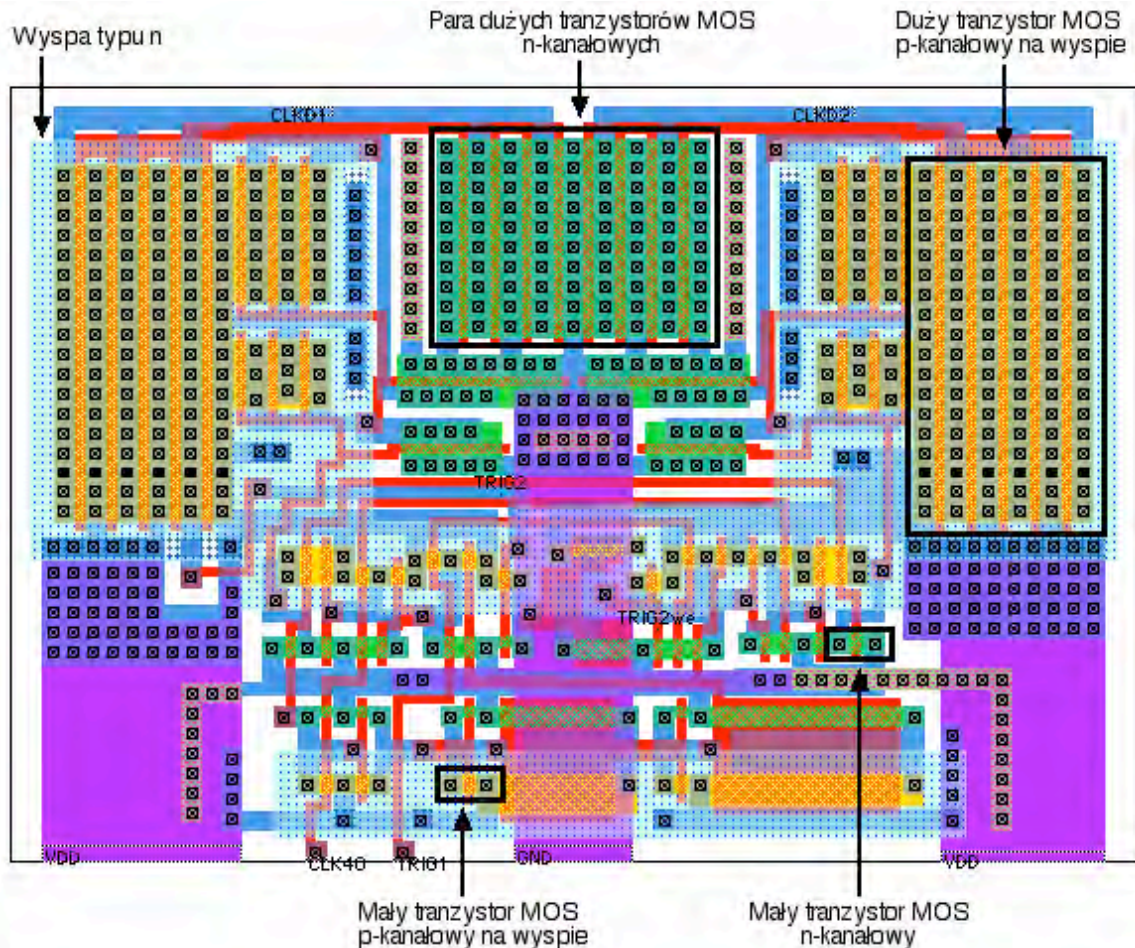 Wyspa typu n
Para dużych tranzystorów MOS
n-kanałowych
Duży tranzystor MOS
p-kanałowy na wyspie
CLKD1
CLKD2
TRIG2
TRIG2we
VDD
CLK40
TRIG1
GND
VDD
Mały tranzystor MOS
p-kanałowy na wyspie
Mały tranzystor MOS
n-kanałowy